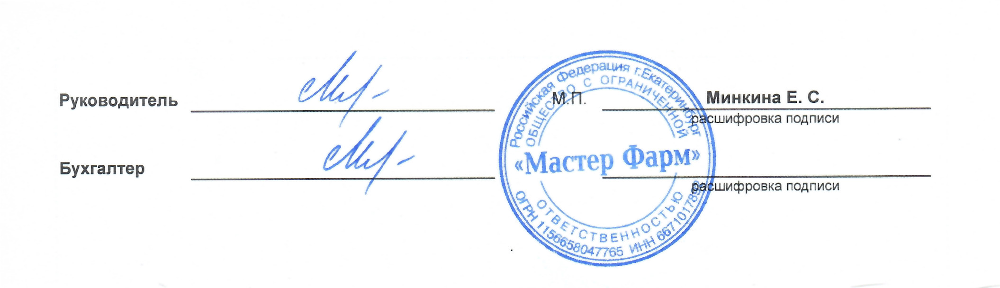 Руководитель
М.П.
Минкина Е. С.
расшифровка подписи
Бухгалтер
расшифровка подписи
Российская Федерация г.Екатеринбург
ОБЩЕСТВО С ОГРАНИЧЕННОЙ
«Мастер Фарм»
ОТВЕТСТВЕННОСТЬЮ
ОГРН 1156658047765 ИНН